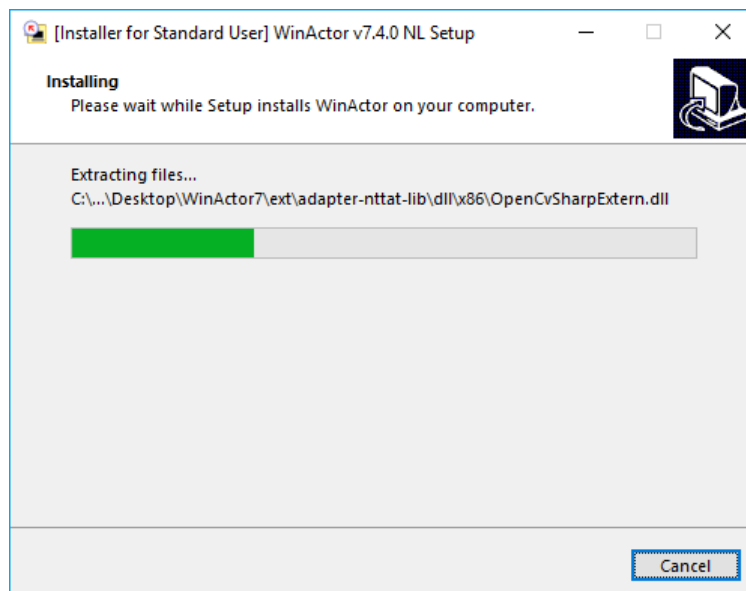 [Installer for Standard User] WinActor v7.4.0 NL Setup
Installing
Please wait while Setup installs WinActor on your computer.
Extracting files...
C:\...\Desktop\WinActor7\ext\adapter-nttat-lib\dll\x86\OpenCvSharpExtern.dll
Cancel